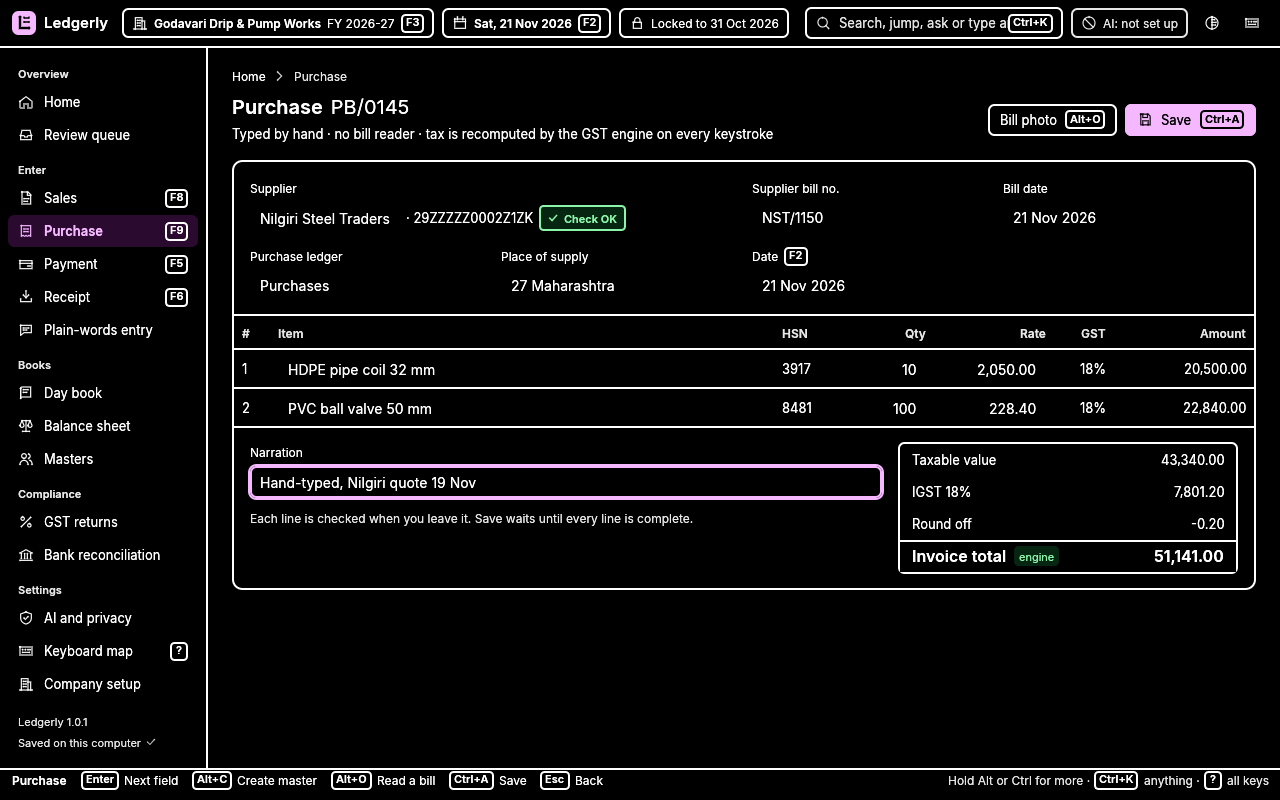 Ledgerly
Godavari Drip & Pump Works FY 2026-27 F3
Sat, 21 Nov 2026 F2
Locked to 31 Oct 2026
Search, jump, ask or type a Ctrl+K
AI: not set up
Overview
Home
Review queue
Enter
Sales F8
Purchase F9
Payment F5
Receipt F6
Plain-words entry
Books
Day book
Balance sheet
Masters
Compliance
GST returns
Bank reconciliation
Settings
AI and privacy
Keyboard map ?
Company setup
Ledgerly 1.0.1
Saved on this computer
Home > Purchase
Purchase PB/0145
Typed by hand · no bill reader · tax is recomputed by the GST engine on every keystroke
Bill photo Alt+O
Save Ctrl+A
Supplier Supplier bill no. Bill date
Nilgiri Steel Traders · 29ZZZZZ0002Z1ZK Check OK NST/1150 21 Nov 2026
Purchase ledger Place of supply Date F2
Purchases 27 Maharashtra 21 Nov 2026
# Item HSN Qty Rate GST Amount
1 HDPE pipe coil 32 mm 3917 10 2,050.00 18% 20,500.00
2 PVC ball valve 50 mm 8481 100 228.40 18% 22,840.00
Narration
Hand-typed, Nilgiri quote 19 Nov
Each line is checked when you leave it. Save waits until every line is complete.
Taxable value 43,340.00
IGST 18% 7,801.20
Round off -0.20
Invoice total engine 51,141.00
Purchase Enter Next field Alt+C Create master Alt+O Read a bill Ctrl+A Save Esc Back
Hold Alt or Ctrl for more · Ctrl+K anything · ? all keys